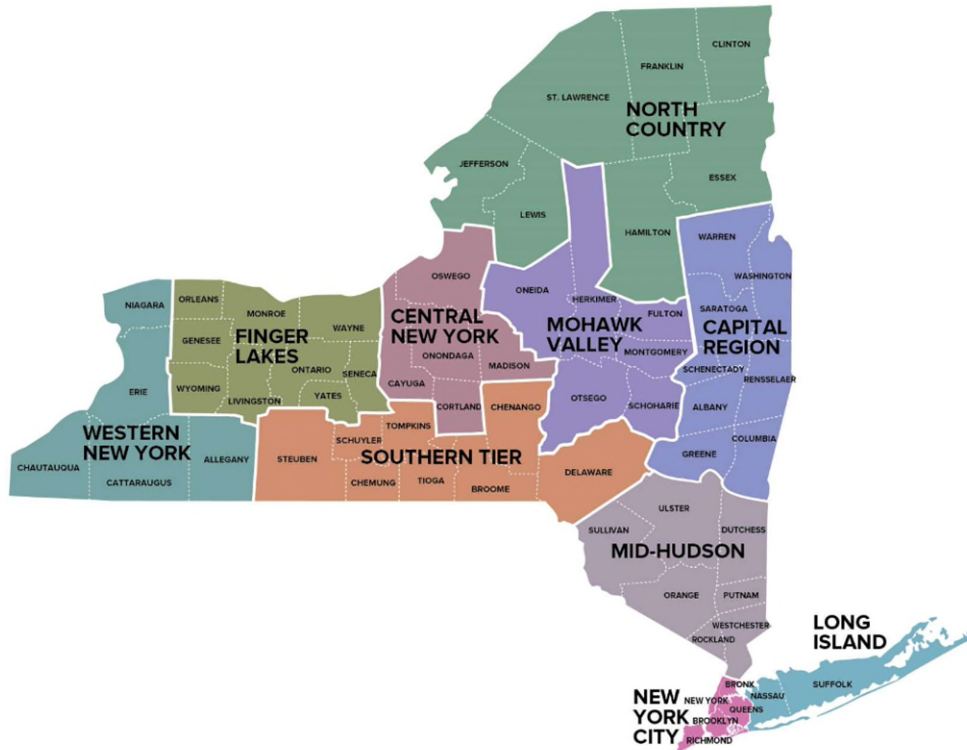 CLINTON
FRANKLIN
ST. LAWRENCE
NORTH
COUNTRY
JEFFERSON
ESSEX
LEWIS
HAMILTON
WARREN
OSWEGO
WASHINGTON
ONEIDA
HERKIMER
NIAGARA
ORLEANS
MONROE
WAYNE
GENESEE
FINGER
LAKES
CENTRAL
NEW YORK
FULTON
SARATOGA
MOHAWK
VALLEY
CAPITAL
REGION
MONTGOMERY
ONONDAGA
MADISON
SCHENECTADY
RENSSELAER
ONTARIO
SENECA
CAYUGA
WYOMING
ERIE
LIVINGSTON
YATES
CORTLAND
CHENANGO
OTSEGO
SCHOHARIE
ALBANY
TOMPKINS
WESTERN
NEW YORK
SCHUYLER
COLUMBIA
GREENE
STEUBEN
SOUTHERN TIER
ALLEGANY
CHAUTAUQUA
CATTARAUGUS
CHEMUNG
TIOGA
BROOME
DELAWARE
ULSTER
SULLIVAN
DUTCHESS
MID-HUDSON
ORANGE
PUTNAM
WESTCHESTER
ROCKLAND
LONG
ISLAND
BRONX
NASSAU
SUFFOLK
NEW
YORK
CITY
NEW YORK
QUEENS
BROOKLYN
RICHMOND